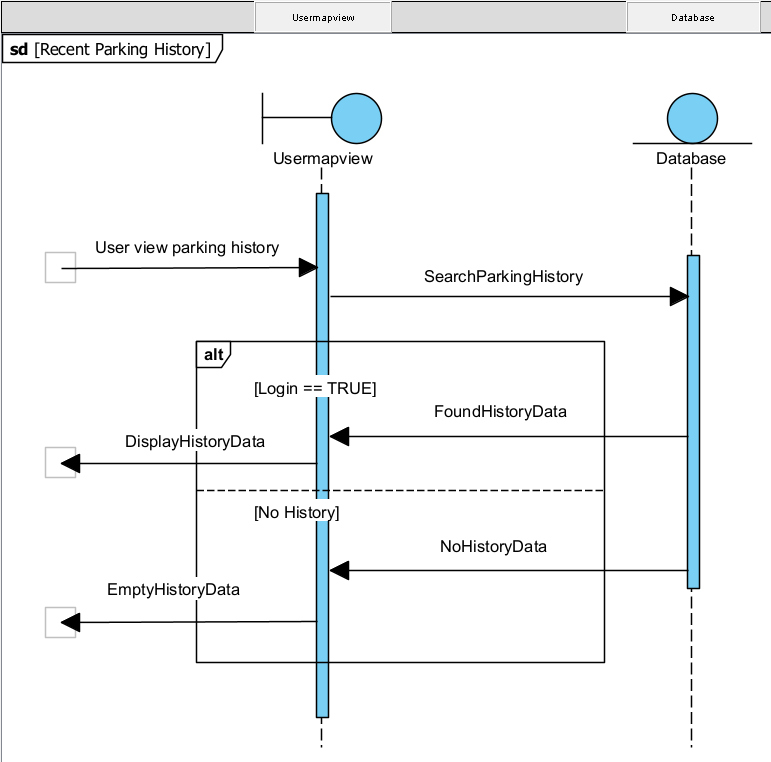 Usermapview
Database
sd [Recent Parking History]
Usermapview
Database
User view parking history
SearchParkingHistory
alt
[Login == TRUE]
FoundHistoryData
DisplayHistoryData
[No History]
NoHistoryData
EmptyHistoryData